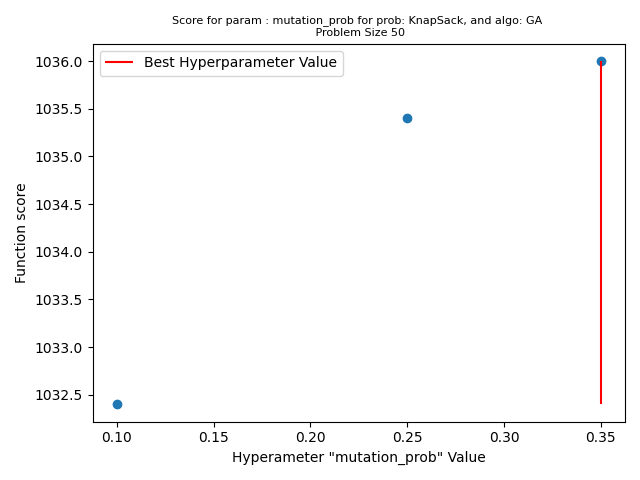 Score for param : mutation_prob for prob: KnapSack, and algo: GA
Problem Size 50
Best Hyperparameter Value
Function score
1036.0
1035.5
1035.0
1034.5
1034.0
1033.5
1033.0
1032.5
0.10 0.15 0.20 0.25 0.30 0.35
Hyperameter "mutation_prob" Value